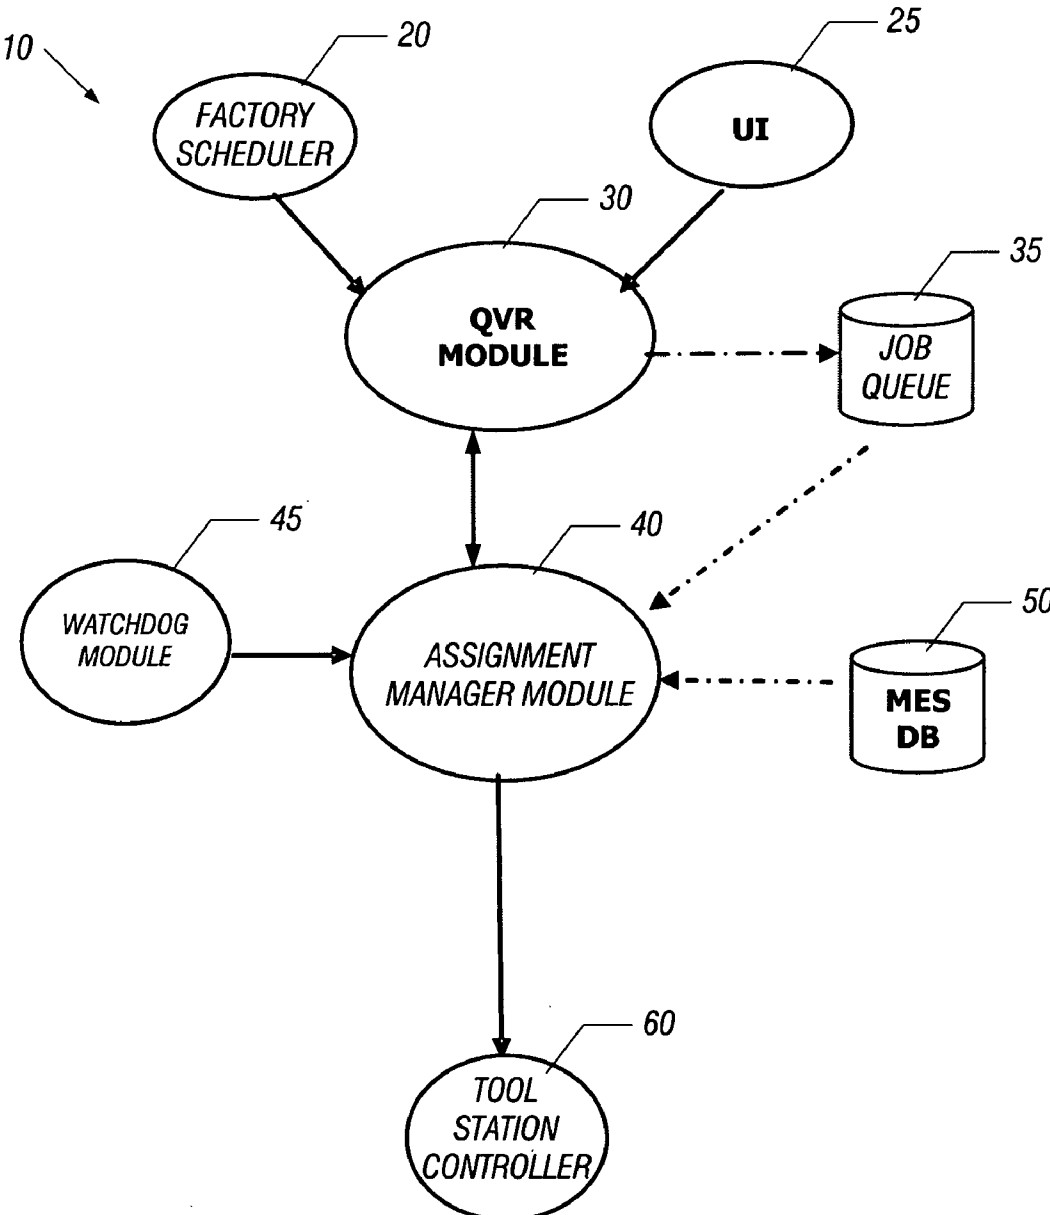 10
20
25
FACTORY
SCHEDULER
UI
30
35
QVR
MODULE
JOB
QUEUE
45
40
50
WATCHDOG
MODULE
ASSIGNMENT
MANAGER MODULE
MES
DB
60
TOOL
STATION
CONTROLLER